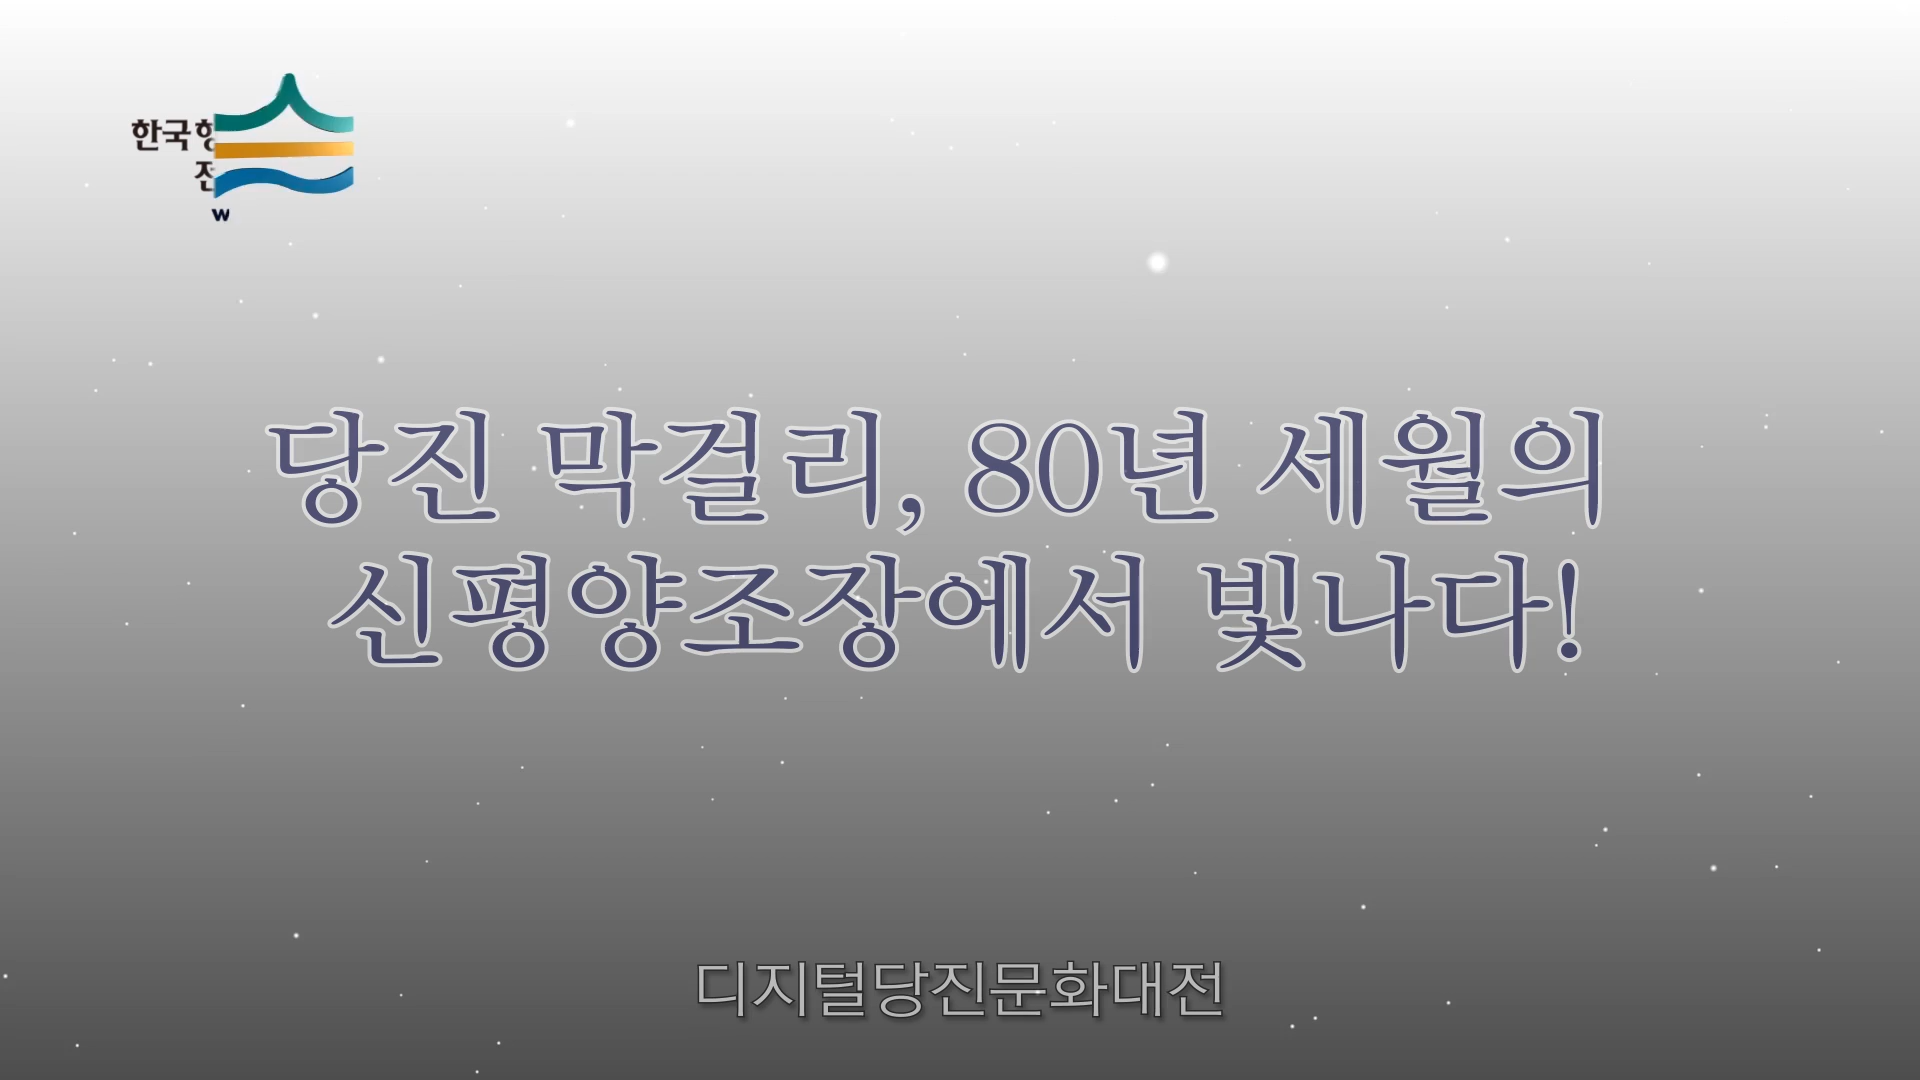 한국향
전
w
당진 막걸리, 80년 세월의
신평양조장에서 빛나다!
디지털당진문화대전